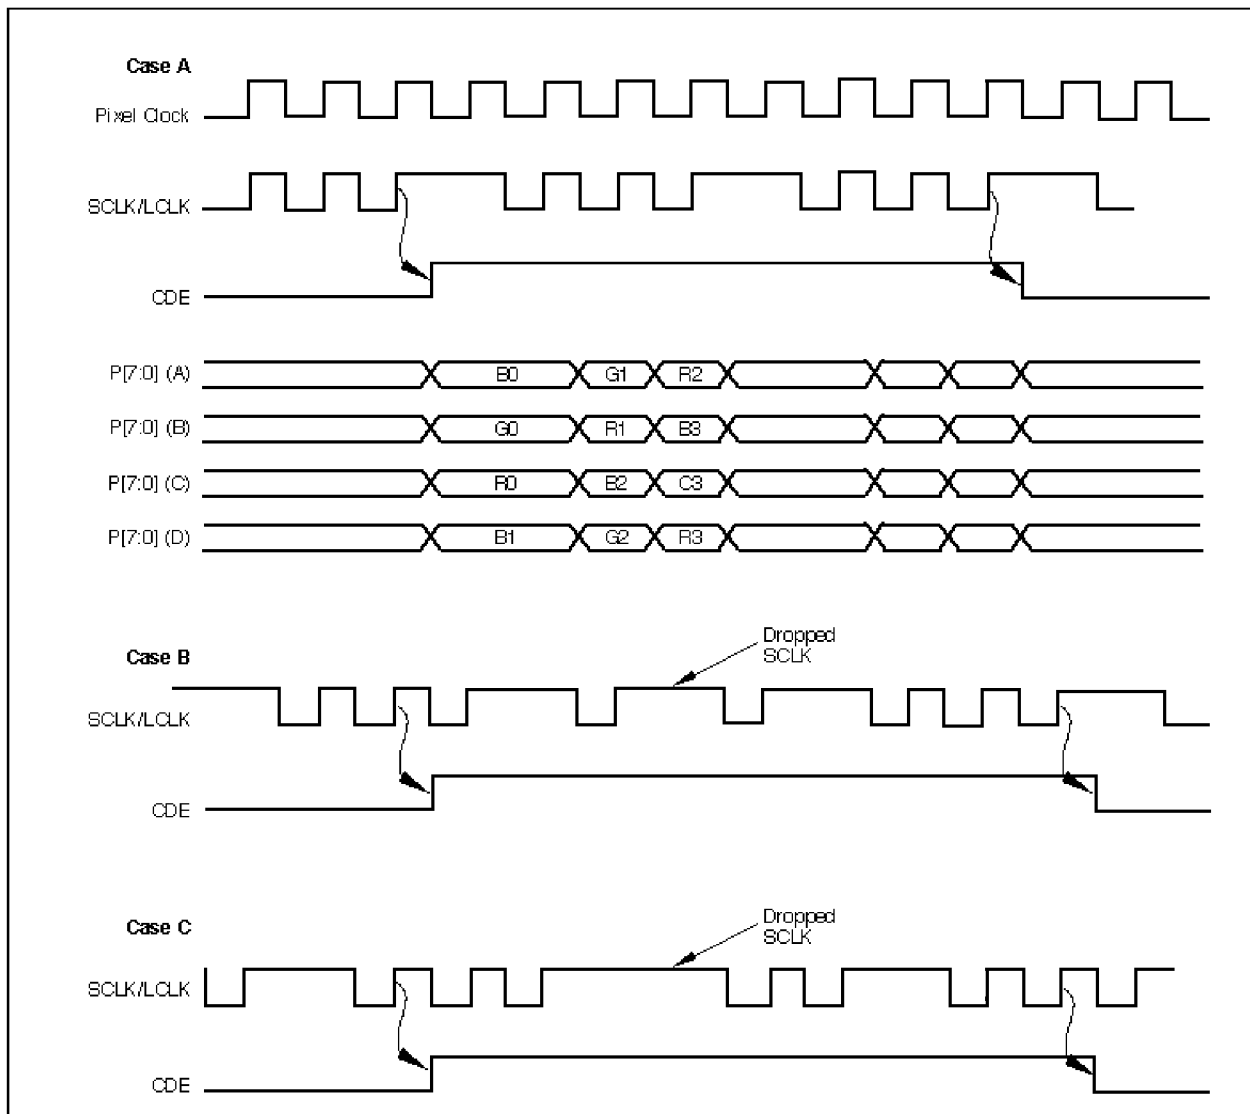 Case A
Pixel Clock
SCLK/LCLK
CDE
P[7:0] (A) B0 G1 R2
P[7:0] (B) G0 R1 B3
P[7:0] (C) R0 B2 C3
P[7:0] (D) B1 G2 R3
Case B
Dropped
SCLK
SCLK/LCLK
CDE
Case C
Dropped
SCLK
SCLK/LCLK
CDE